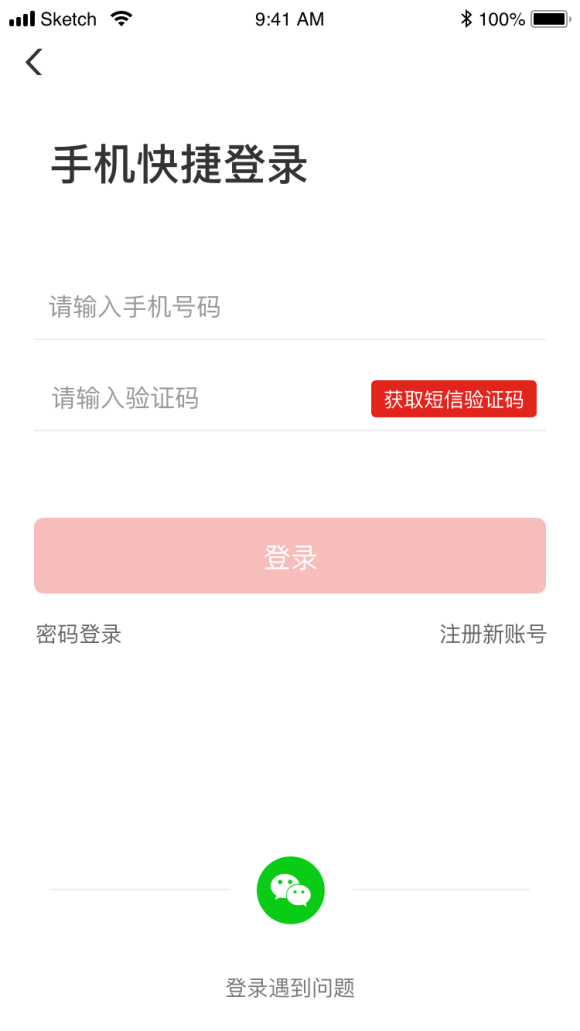 Sketch 9:41 AM 100%
手机快捷登录
请输入手机号码
请输入验证码 获取短信验证码
登录
密码登录 注册新账号
登录遇到问题